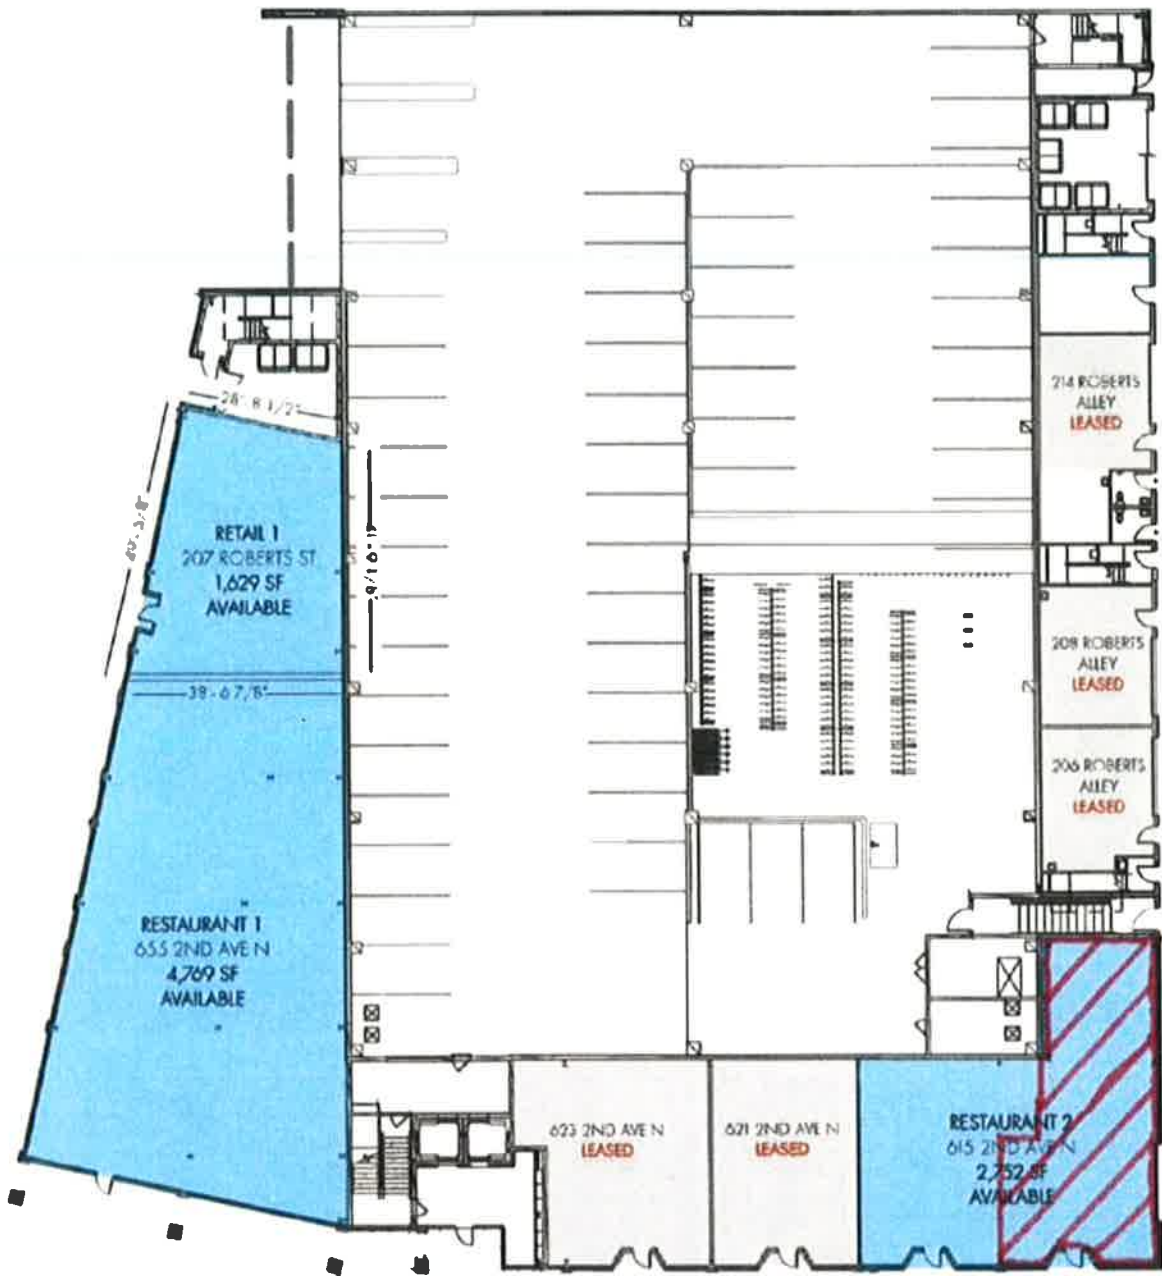 28'-8 1/2"
RETAIL 1
207 ROBERTS ST
1,629 SF
AVAILABLE
38-6 7/8"
RESTAURANT 1
655 2ND AVE N
4,769 SF
AVAILABLE
214 ROBERTS
ALLEY
LEASED
208 ROBERTS
ALLEY
LEASED
206 ROBERTS
ALLEY
LEASED
623 2ND AVE N
LEASED
621 2ND AVE N
LEASED
RESTAURANT 2
615 2ND AVE N
2,752 SF
AVAILABLE